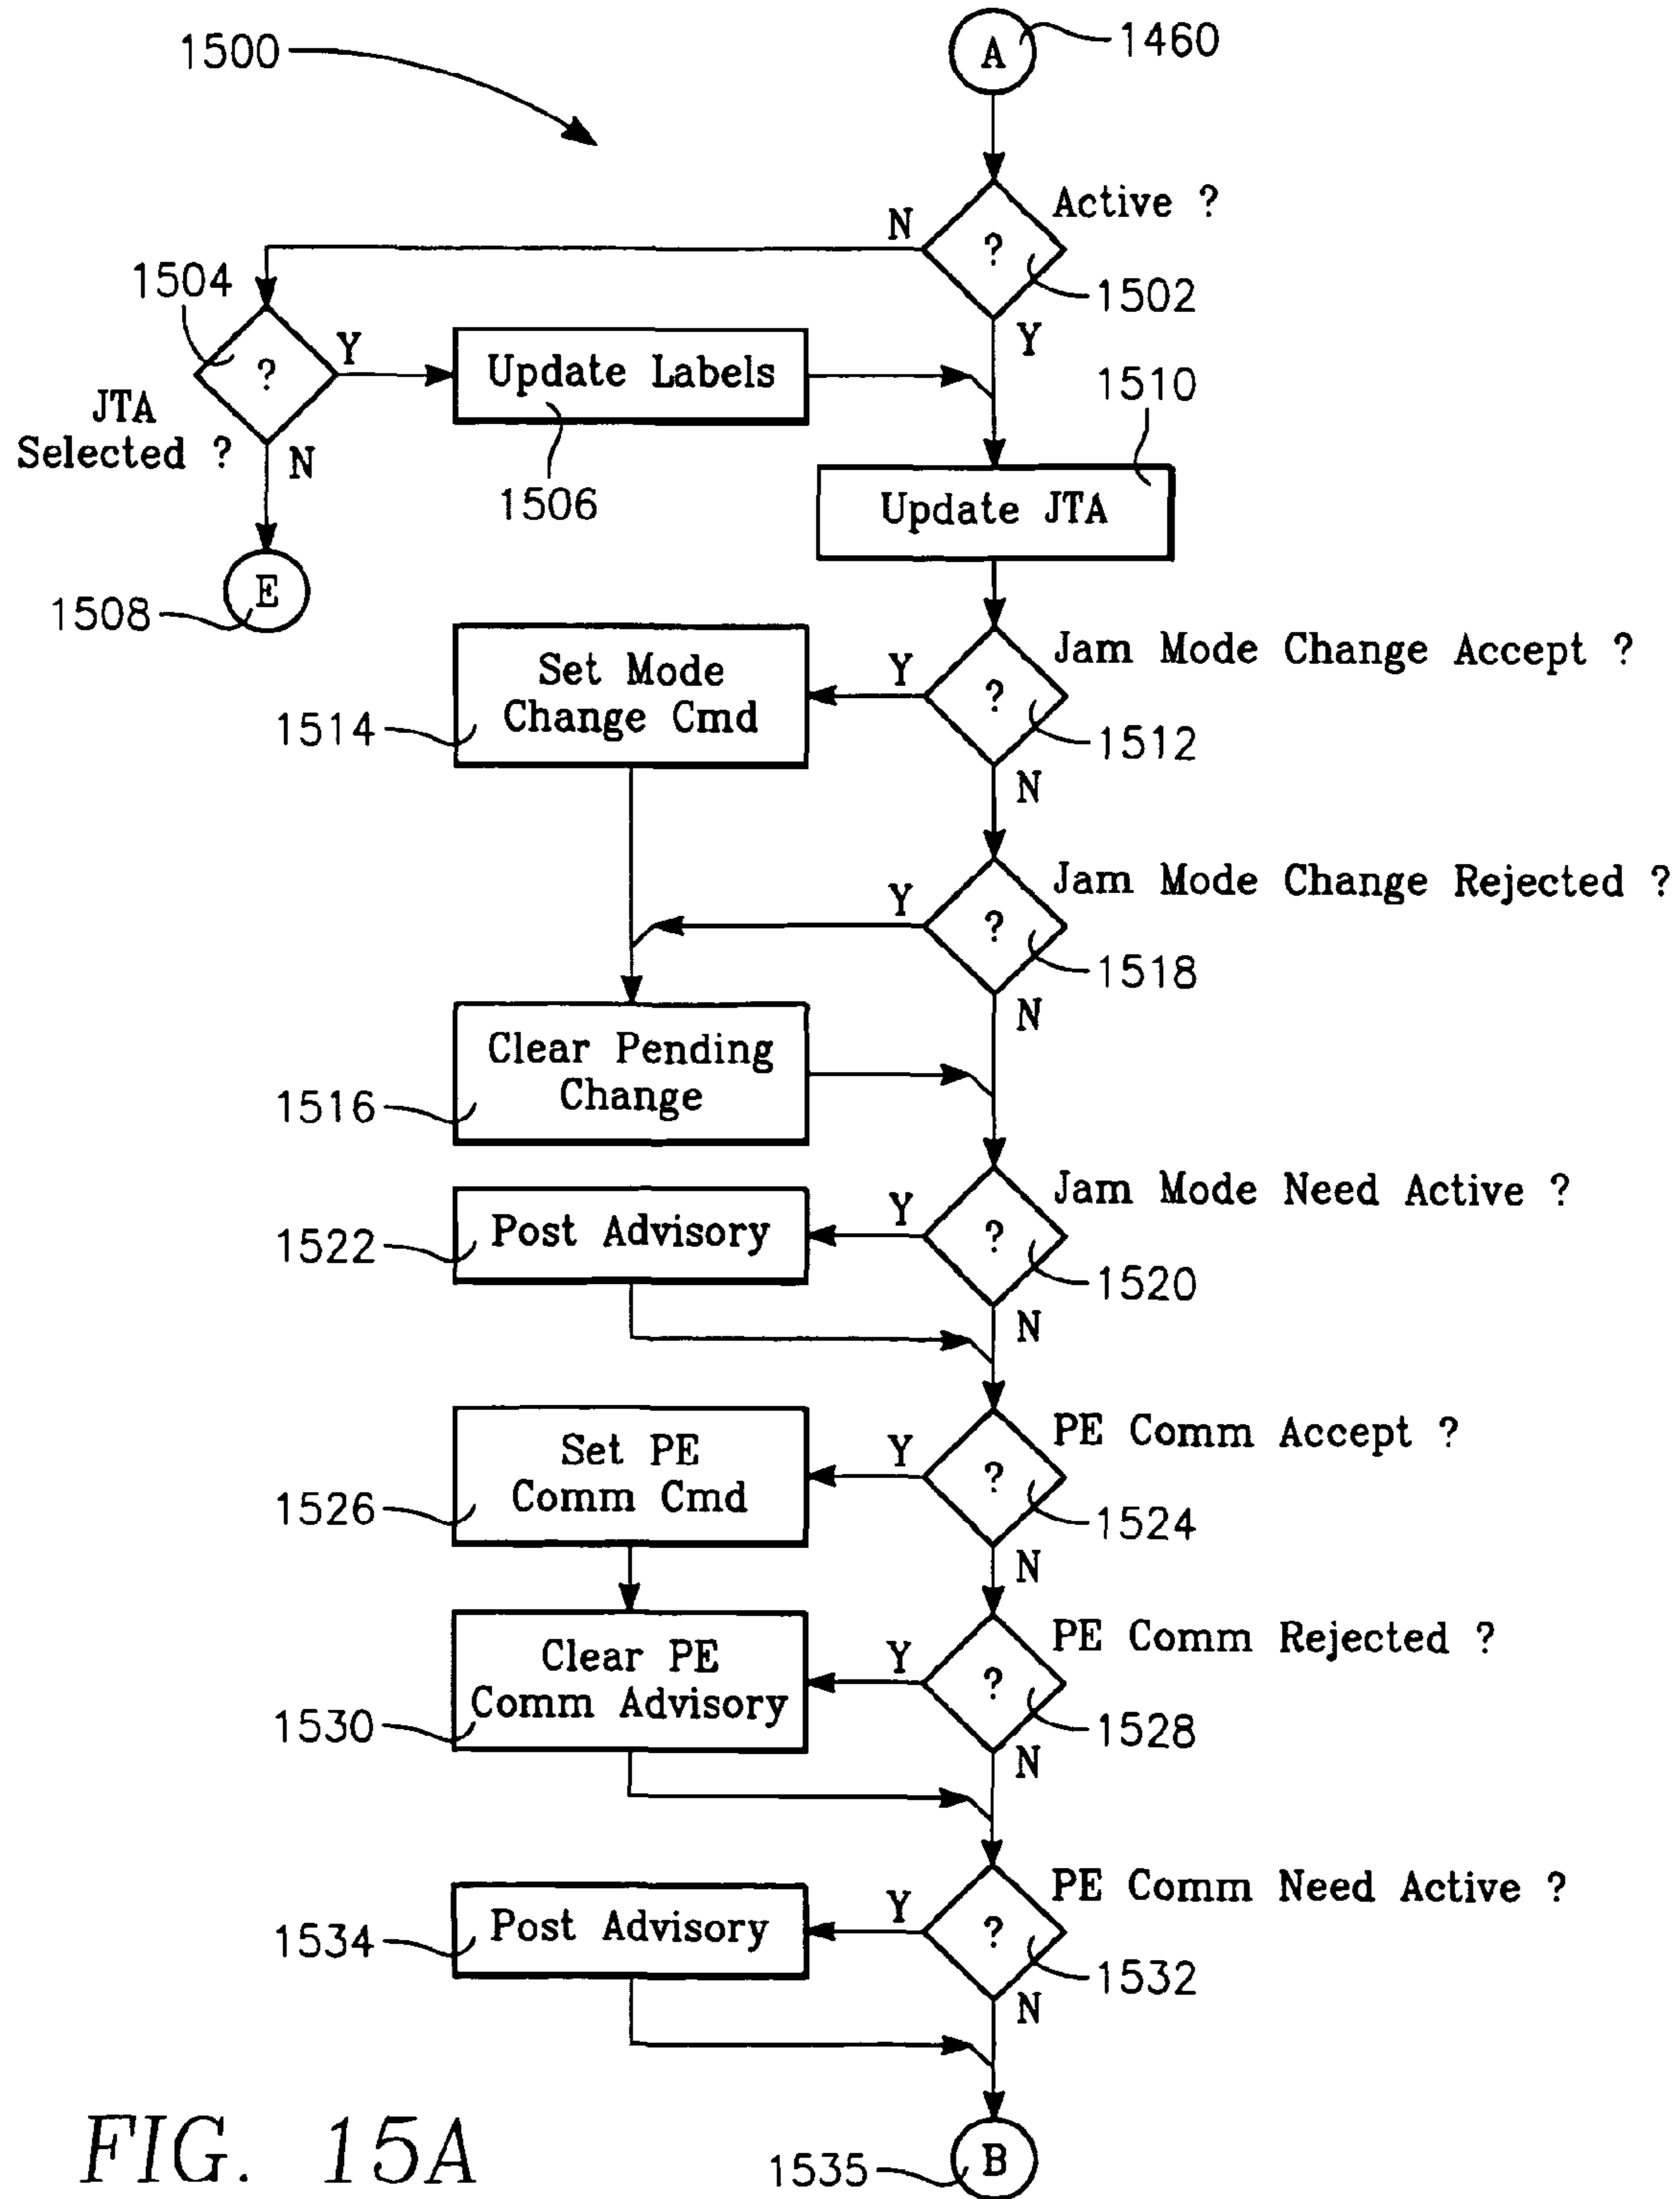 1500
A
1460
Active ?
N
?
1502
Y
1504
?
Y
JTA
Selected ?
N
Update Labels
1506
1510
Update JTA
E
1508
Jam Mode Change Accept ?
Y
?
1512
N
Set Mode
Change Cmd
1514
Jam Mode Change Rejected ?
Y
?
1518
N
Clear Pending
Change
1516
Jam Mode Need Active ?
Y
?
1520
N
Post Advisory
1522
PE Comm Accept ?
Y
?
1524
N
Set PE
Comm Cmd
1526
PE Comm Rejected ?
Y
?
1528
N
Clear PE
Comm Advisory
1530
PE Comm Need Active ?
Y
?
1532
N
Post Advisory
1534
B
1535
FIG. 15A